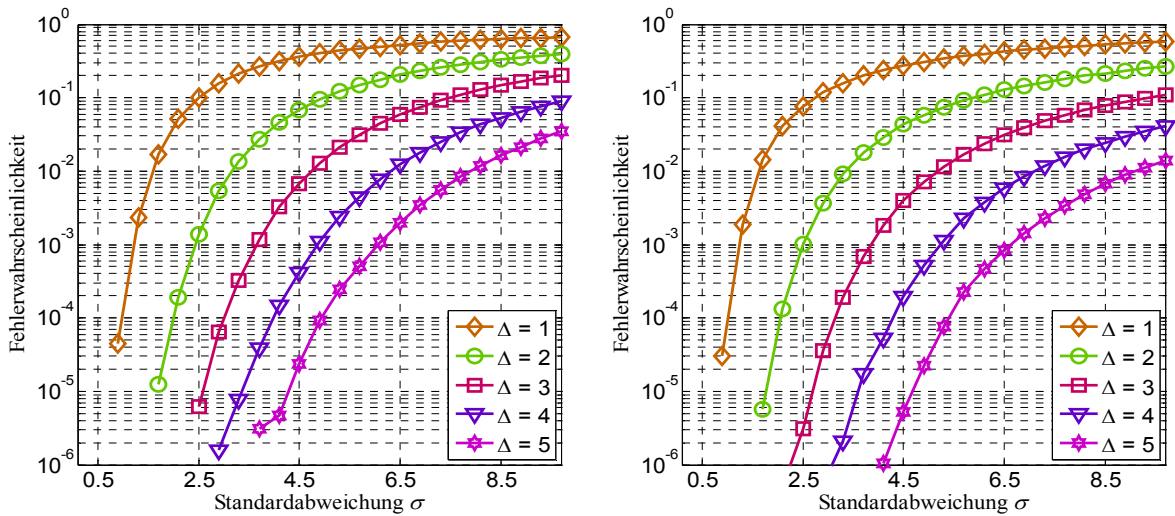 10^0
10^-1
10^-2
10^-3
10^-4
10^-5
10^-6
Fehlerwahrscheinlichkeit
0.5 2.5 4.5 6.5 8.5
Standardabweichung σ
Δ = 1
Δ = 2
Δ = 3
Δ = 4
Δ = 5
10^0
10^-1
10^-2
10^-3
10^-4
10^-5
10^-6
Fehlerwahrscheinlichkeit
0.5 2.5 4.5 6.5 8.5
Standardabweichung σ
Δ = 1
Δ = 2
Δ = 3
Δ = 4
Δ = 5